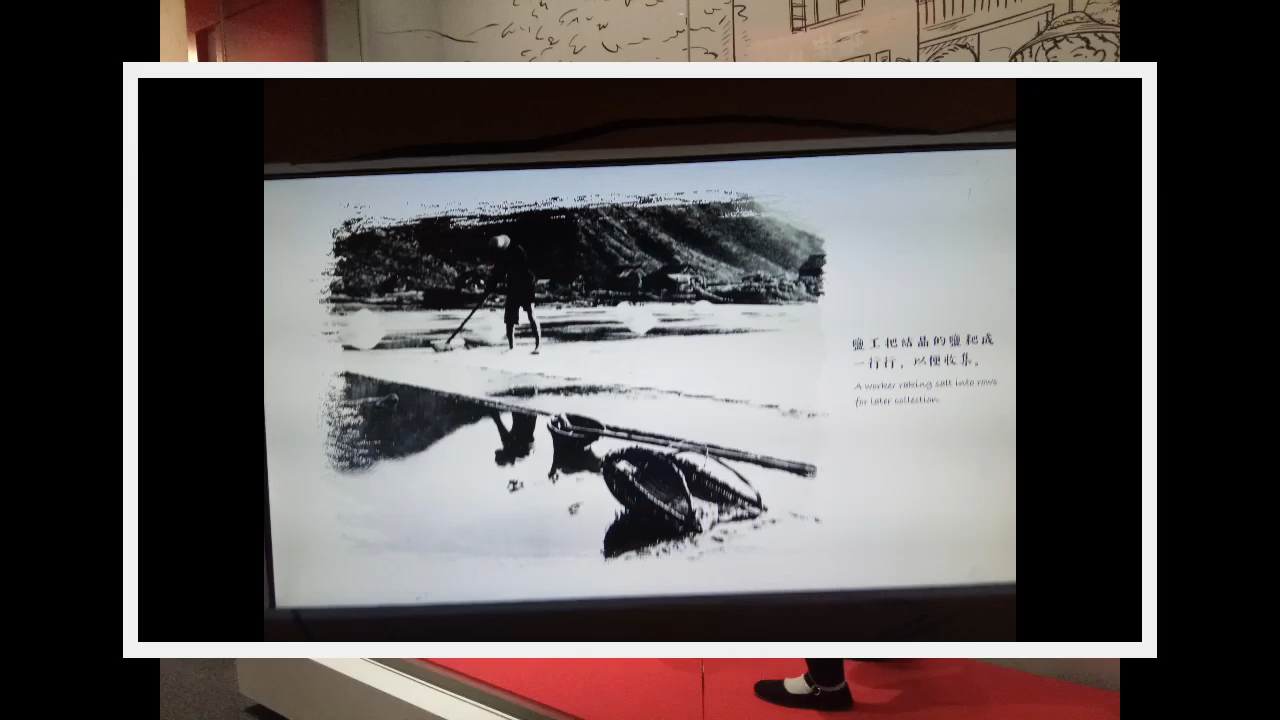 鹽工把結晶的鹽耙成
一行行，以便收集。
A worker raking salt into rows
for later collection.